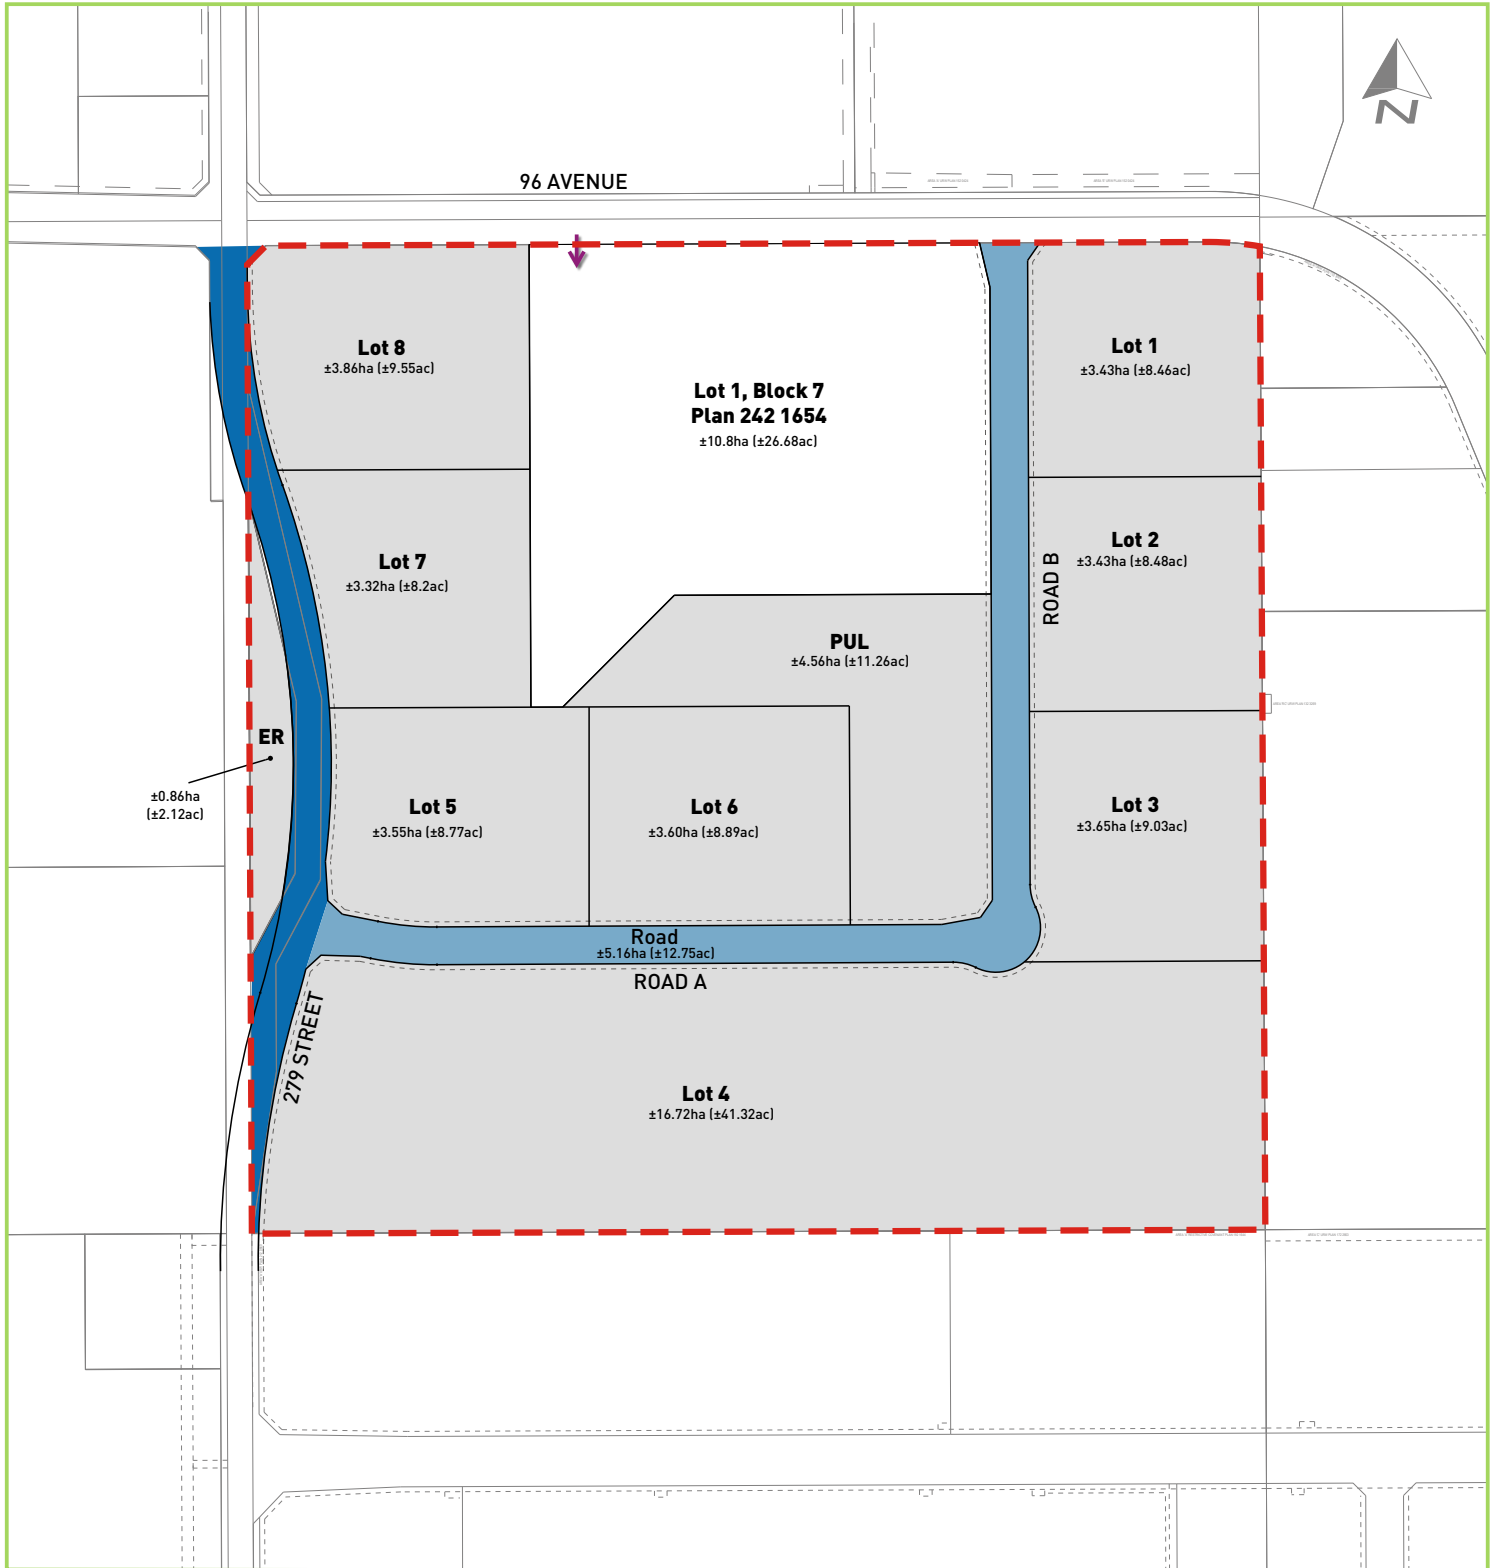 N
96 AVENUE
Lot 8
±3.86ha (±9.55ac)
Lot 1, Block 7
Plan 242 1654
±10.8ha (±26.68ac)
Lot 1
±3.43ha (±8.46ac)
Lot 7
±3.32ha (±8.2ac)
Lot 2
±3.43ha (±8.48ac)
ROAD B
PUL
±4.56ha (±11.26ac)
ER
±0.86ha
(±2.12ac)
Lot 5
±3.55ha (±8.77ac)
Lot 6
±3.60ha (±8.89ac)
Lot 3
±3.65ha (±9.03ac)
Road
±5.16ha (±12.75ac)
ROAD A
279 STREET
Lot 4
±16.72ha (±41.32ac)